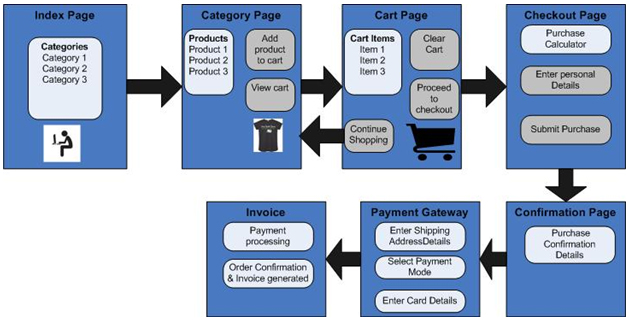 Index Page
Categories
Category 1
Category 2
Category 3
Category Page
Products
Product 1
Product 2
Product 3
Add
product
to cart
View cart
Cart Page
Cart Items
Item 1
Item 2
Item 3
Clear
Cart
Proceed
to
checkout
Continue
Shopping
Checkout Page
Purchase
Calculator
Enter personal
Details
Submit Purchase
Confirmation Page
Purchase
Confirmation
Details
Payment Gateway
Enter Shipping
AddressDetails
Select Payment
Mode
Enter Card Details
Invoice
Payment
processing
Order Confirmation
& Invoice generated